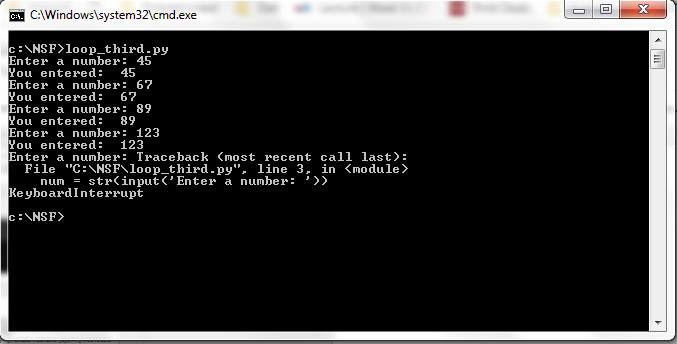 C:\Windows\system32\cmd.exe
c:\NSF>loop_third.py
Enter a number: 45
You entered:  45
Enter a number: 67
You entered:  67
Enter a number: 89
You entered:  89
Enter a number: 123
You entered:  123
Enter a number: Traceback (most recent call last):
  File "C:\NSF\loop_third.py", line 3, in <module>
    num = str(input('Enter a number: '))
KeyboardInterrupt
c:\NSF>